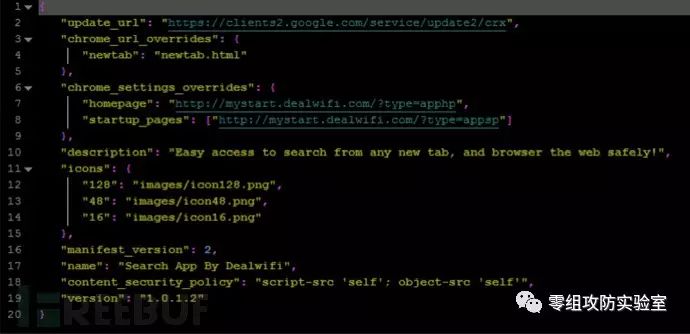 1 {
2 "update_url": "https://clients2.google.com/service/update2/crx",
3 "chrome_url_overrides": {
4 "newtab": "newtab.html"
5 },
6 "chrome_settings_overrides": {
7 "homepage": "http://mystart.dealwifi.com/?type=apphp",
8 "startup_pages": ["http://mystart.dealwifi.com/?type=appsp"]
9 },
10 "description": "Easy access to search from any new tab, and browser the web safely!",
11 "icons": {
12 "128": "images/icon128.png",
13 "48": "images/icon48.png",
14 "16": "images/icon16.png"
15 },
16 "manifest_version": 2,
17 "name": "Search App By Dealwifi",
18 "content_security_policy": "script-src 'self'; object-src 'self'",
19 "version": "1.0.1.2"
20 }
FREEBUF
零组攻防实验室